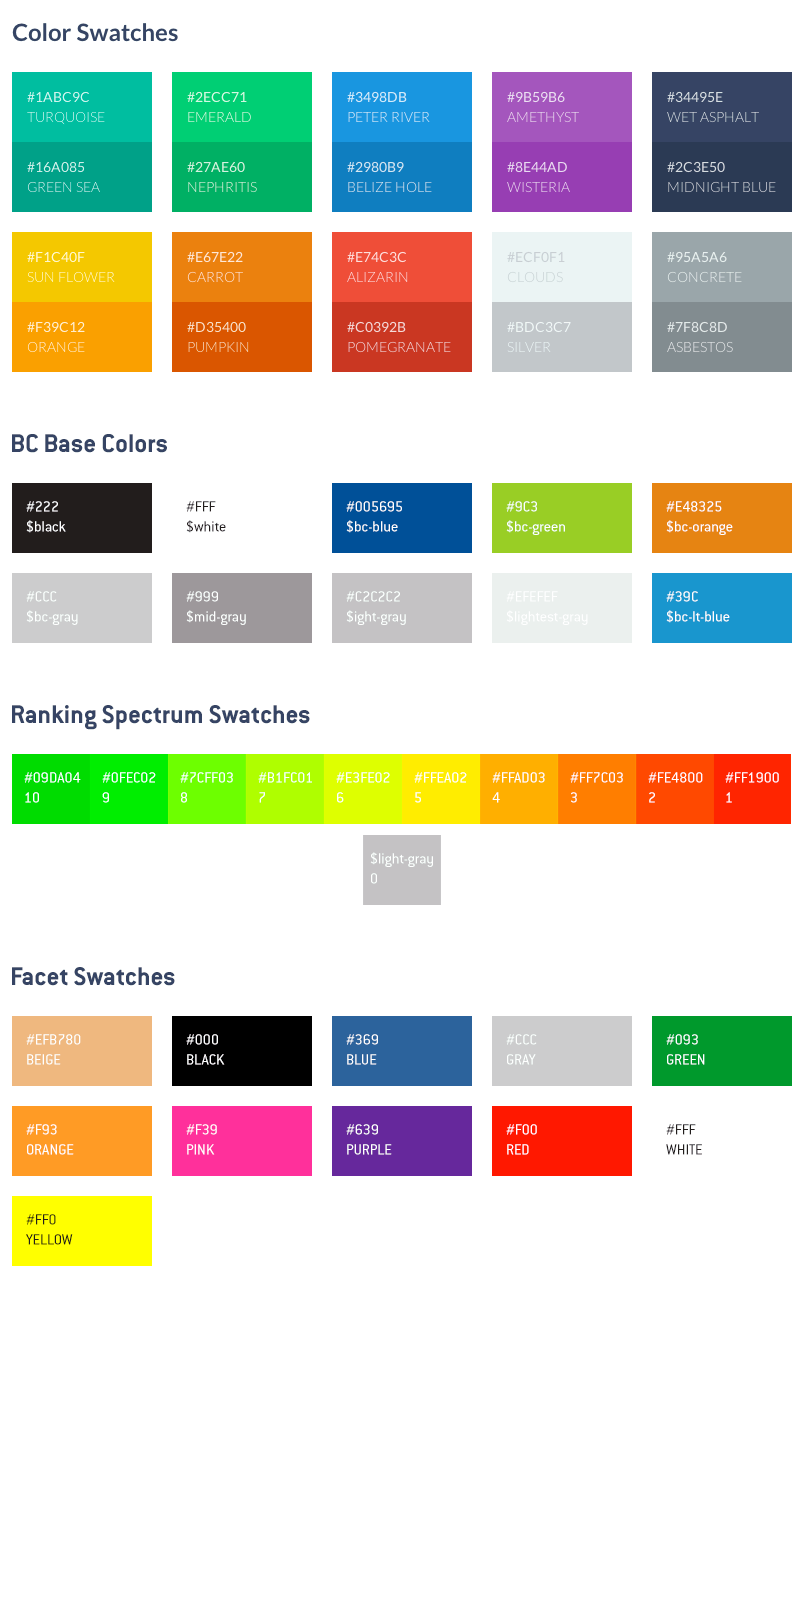 Color Swatches
#1ABC9C
TURQUOISE
#2ECC71
EMERALD
#3498DB
PETER RIVER
#9B59B6
AMETHYST
#34495E
WET ASPHALT
#16A085
GREEN SEA
#27AE60
NEPHRITIS
#2980B9
BELIZE HOLE
#8E44AD
WISTERIA
#2C3E50
MIDNIGHT BLUE
#F1C40F
SUN FLOWER
#E67E22
CARROT
#E74C3C
ALIZARIN
#ECF0F1
CLOUDS
#95A5A6
CONCRETE
#F39C12
ORANGE
#D35400
PUMPKIN
#C0392B
POMEGRANATE
#BDC3C7
SILVER
#7F8C8D
ASBESTOS
BC Base Colors
#222
$black
#FFF
$white
#005695
$bc-blue
#9C3
$bc-green
#E48325
$bc-orange
#CCC
$bc-gray
#999
$mid-gray
#C2C2C2
$ight-gray
#EFEFEF
$lightest-gray
#39C
$bc-lt-blue
Ranking Spectrum Swatches
#09DA04
10
#0FEC02
9
#7CFF03
8
#B1FC01
7
#E3FE02
6
#FFEA02
5
#FFAD03
4
#FF7C03
3
#FE4800
2
#FF1900
1
$light-gray
0
Facet Swatches
#EFB780
BEIGE
#000
BLACK
#369
BLUE
#CCC
GRAY
#093
GREEN
#F93
ORANGE
#F39
PINK
#639
PURPLE
#F00
RED
#FFF
WHITE
#FF0
YELLOW